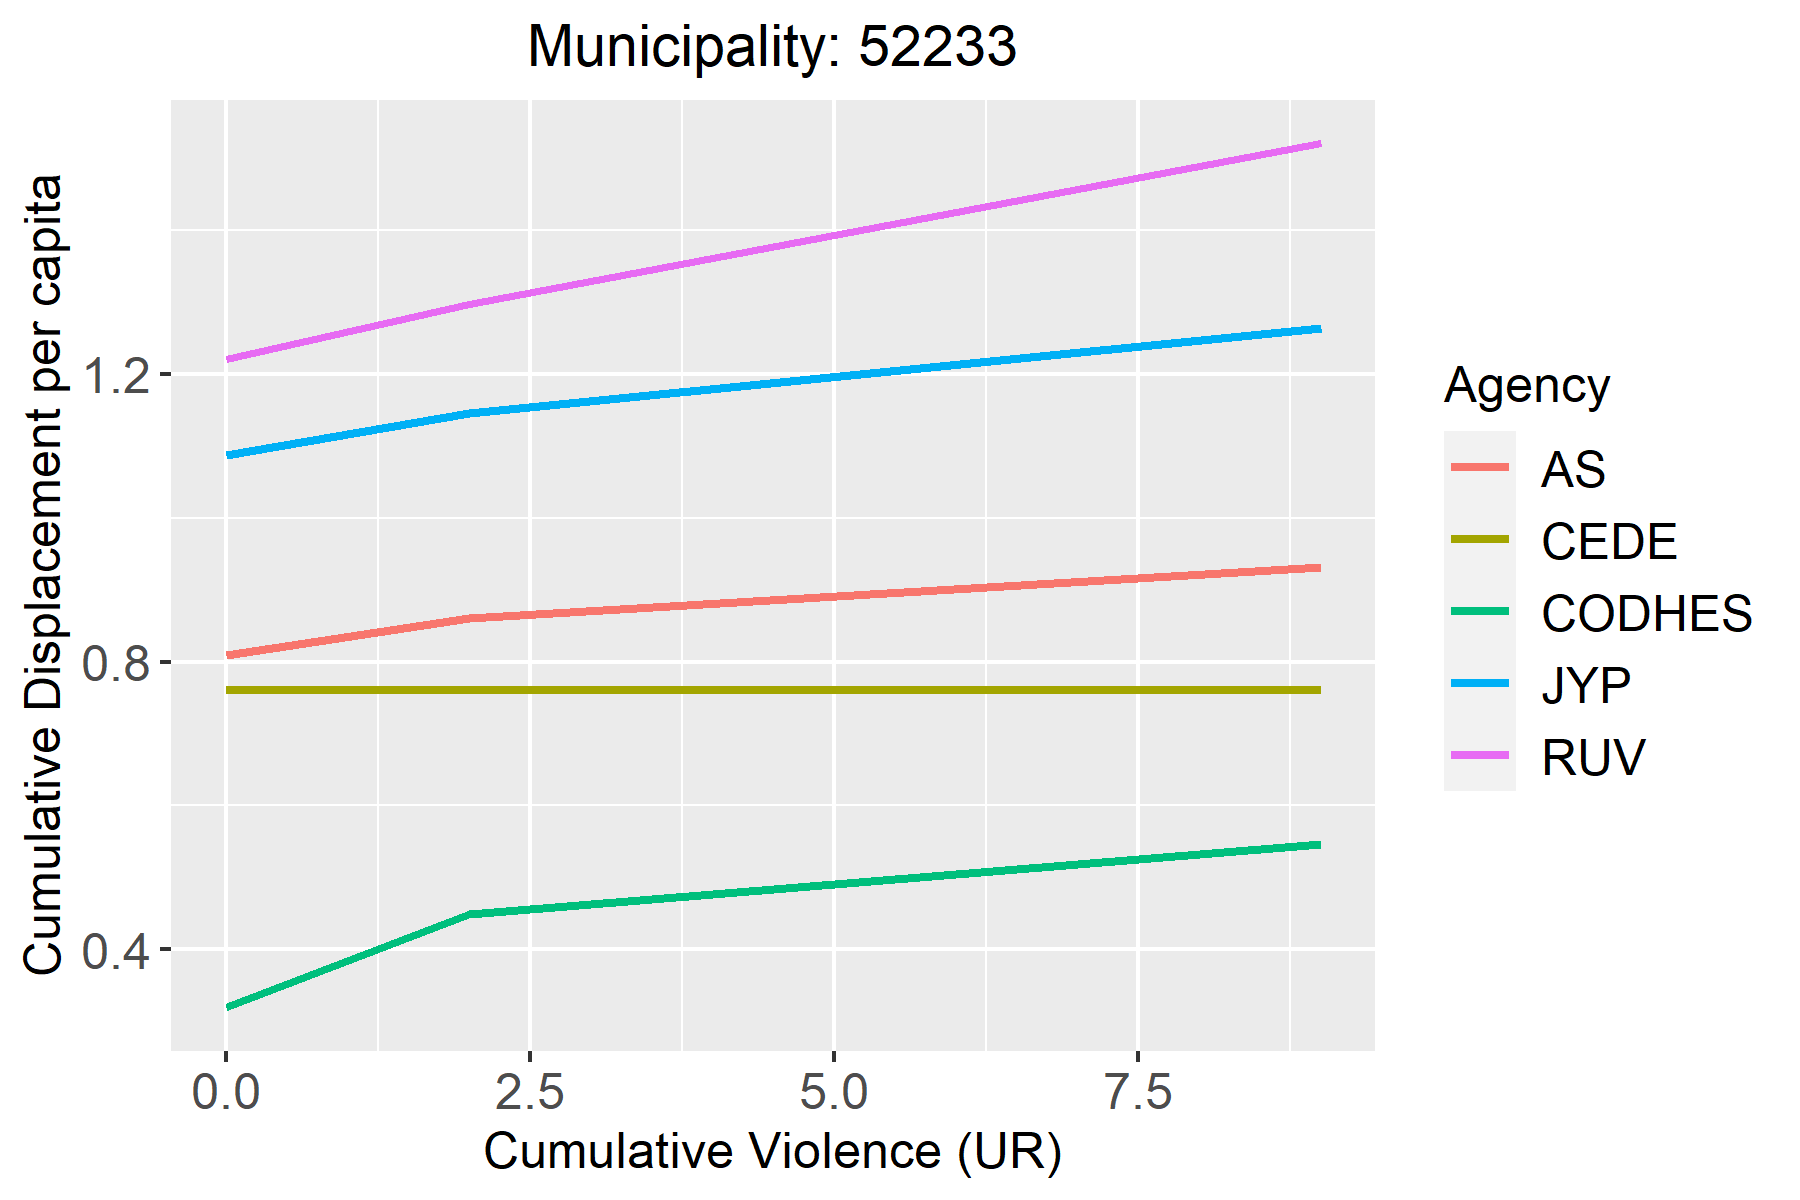 Municipality: 52233
Cumulative Displacement per capita
1.2
0.8
0.4
0.0 2.5 5.0 7.5
Cumulative Violence (UR)
Agency
AS
CEDE
CODHES
JYP
RUV